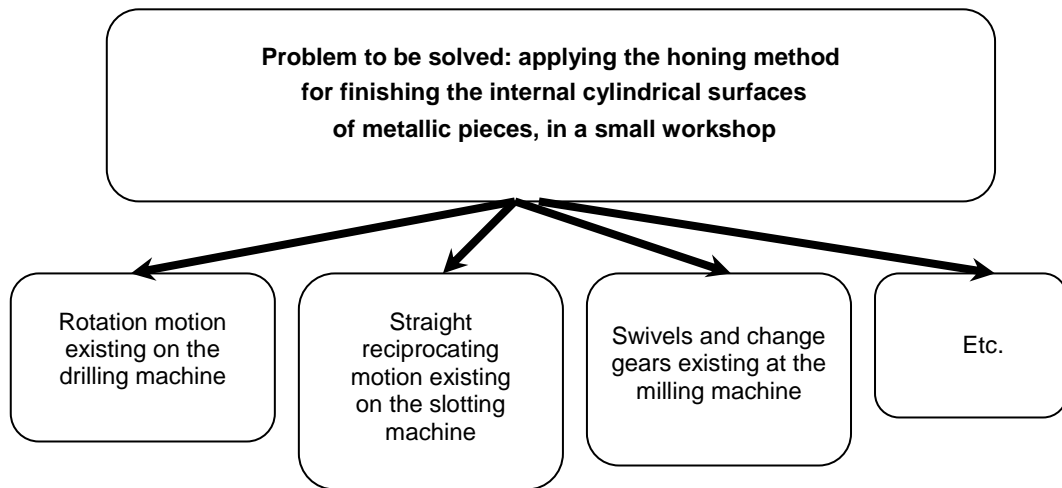 Problem to be solved: applying the honing method
for finishing the internal cylindrical surfaces
of metallic pieces, in a small workshop
Rotation motion
existing on the
drilling machine
Straight
reciprocating
motion existing
on the slotting
machine
Swivels and change
gears existing at the
milling machine
Etc.